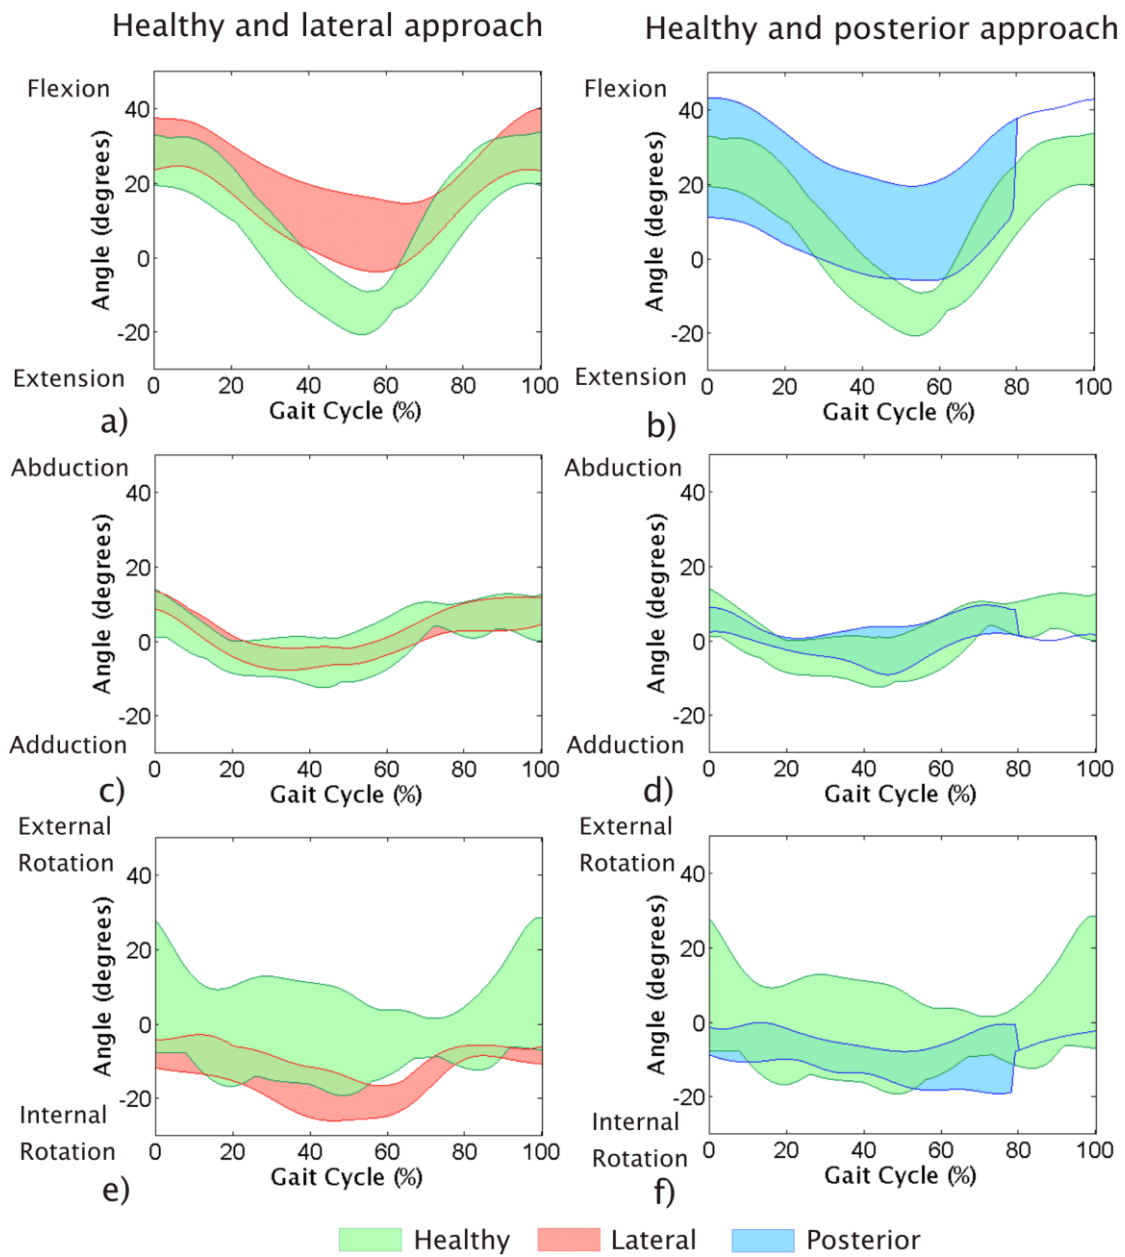 Healthy and lateral approach
Healthy and posterior approach
Flexion
40
20
0
-20
Angle (degrees)
Extension
0 20 40 60 80 100
Gait Cycle (%)
a)
Flexion
40
20
0
-20
Angle (degrees)
Extension
0 20 40 60 80 100
Gait Cycle (%)
b)
Abduction
40
20
0
-20
Angle (degrees)
Adduction
0 20 40 60 80 100
Gait Cycle (%)
c)
Abduction
40
20
0
-20
Angle (degrees)
Adduction
0 20 40 60 80 100
Gait Cycle (%)
d)
External
Rotation
40
20
0
-20
Angle (degrees)
Internal
Rotation
0 20 40 60 80 100
Gait Cycle (%)
e)
External
Rotation
40
20
0
-20
Angle (degrees)
Internal
Rotation
0 20 40 60 80 100
Gait Cycle (%)
f)
Healthy Lateral Posterior